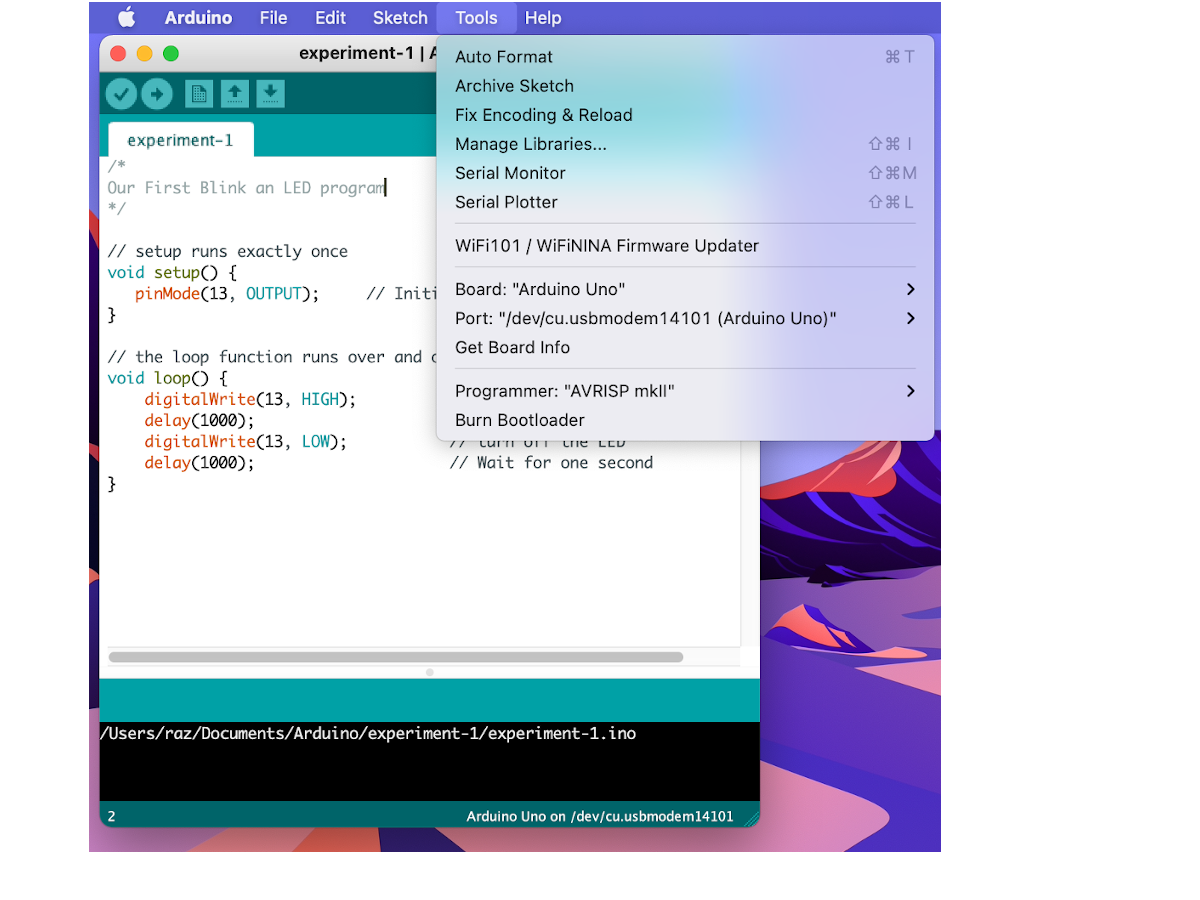 Arduino File Edit Sketch Tools Help
experiment-1 | A
Auto Format ⌘ T
Archive Sketch
Fix Encoding & Reload
Manage Libraries... ⇧⌘ I
Serial Monitor ⇧⌘M
Serial Plotter ⇧⌘ L
WiFi101 / WiFiNINA Firmware Updater
Board: "Arduino Uno"
Port: "/dev/cu.usbmodem14101 (Arduino Uno)"
Get Board Info
Programmer: "AVRISP mkII"
Burn Bootloader
experiment-1
/*
Our First Blink an LED program
*/
// setup runs exactly once
void setup() {
pinMode(13, OUTPUT); // Initi
}
// the loop function runs over and
void loop() {
digitalWrite(13, HIGH);
delay(1000);
digitalWrite(13, LOW); // turn off the LED
delay(1000); // Wait for one second
}
/Users/raz/Documents/Arduino/experiment-1/experiment-1.ino
2 Arduino Uno on /dev/cu.usbmodem14101